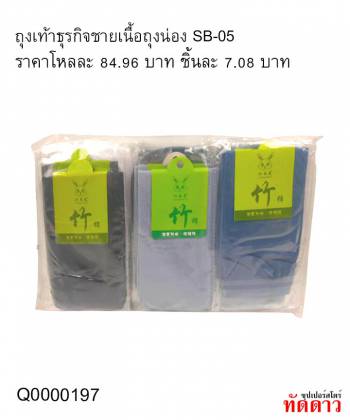 ถุงเท้าธุรกิจชายเนื้อถุงน่อง SB-05
ราคาโหลละ 84.96 บาท ชิ้นละ 7.08 บาท
竹
竹
竹
Q0000197
ซุปเปอร์สโตร์
ทัดดาว